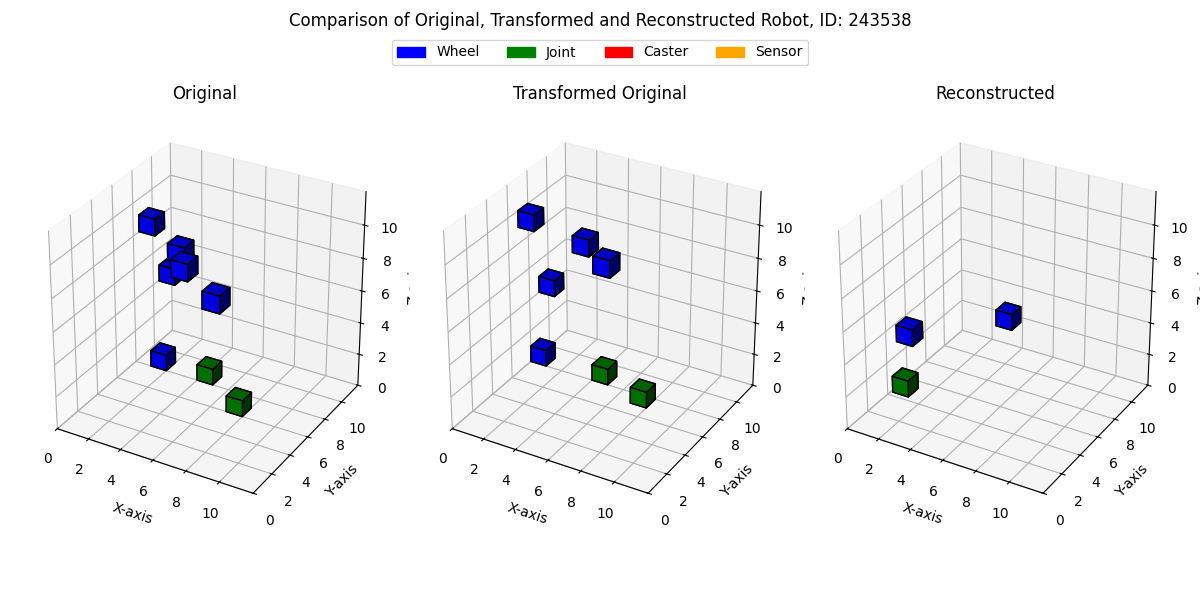 Comparison of Original, Transformed and Reconstructed Robot, ID: 243538
Wheel Joint Caster Sensor
Original
Transformed Original
Reconstructed
0 2 4 6 8 10
X-axis
0 2 4 6 8 10
Y-axis
0 2 4 6 8 10
0 2 4 6 8 10
X-axis
0 2 4 6 8 10
Y-axis
0 2 4 6 8 10
0 2 4 6 8 10
X-axis
0 2 4 6 8 10
Y-axis
0 2 4 6 8 10